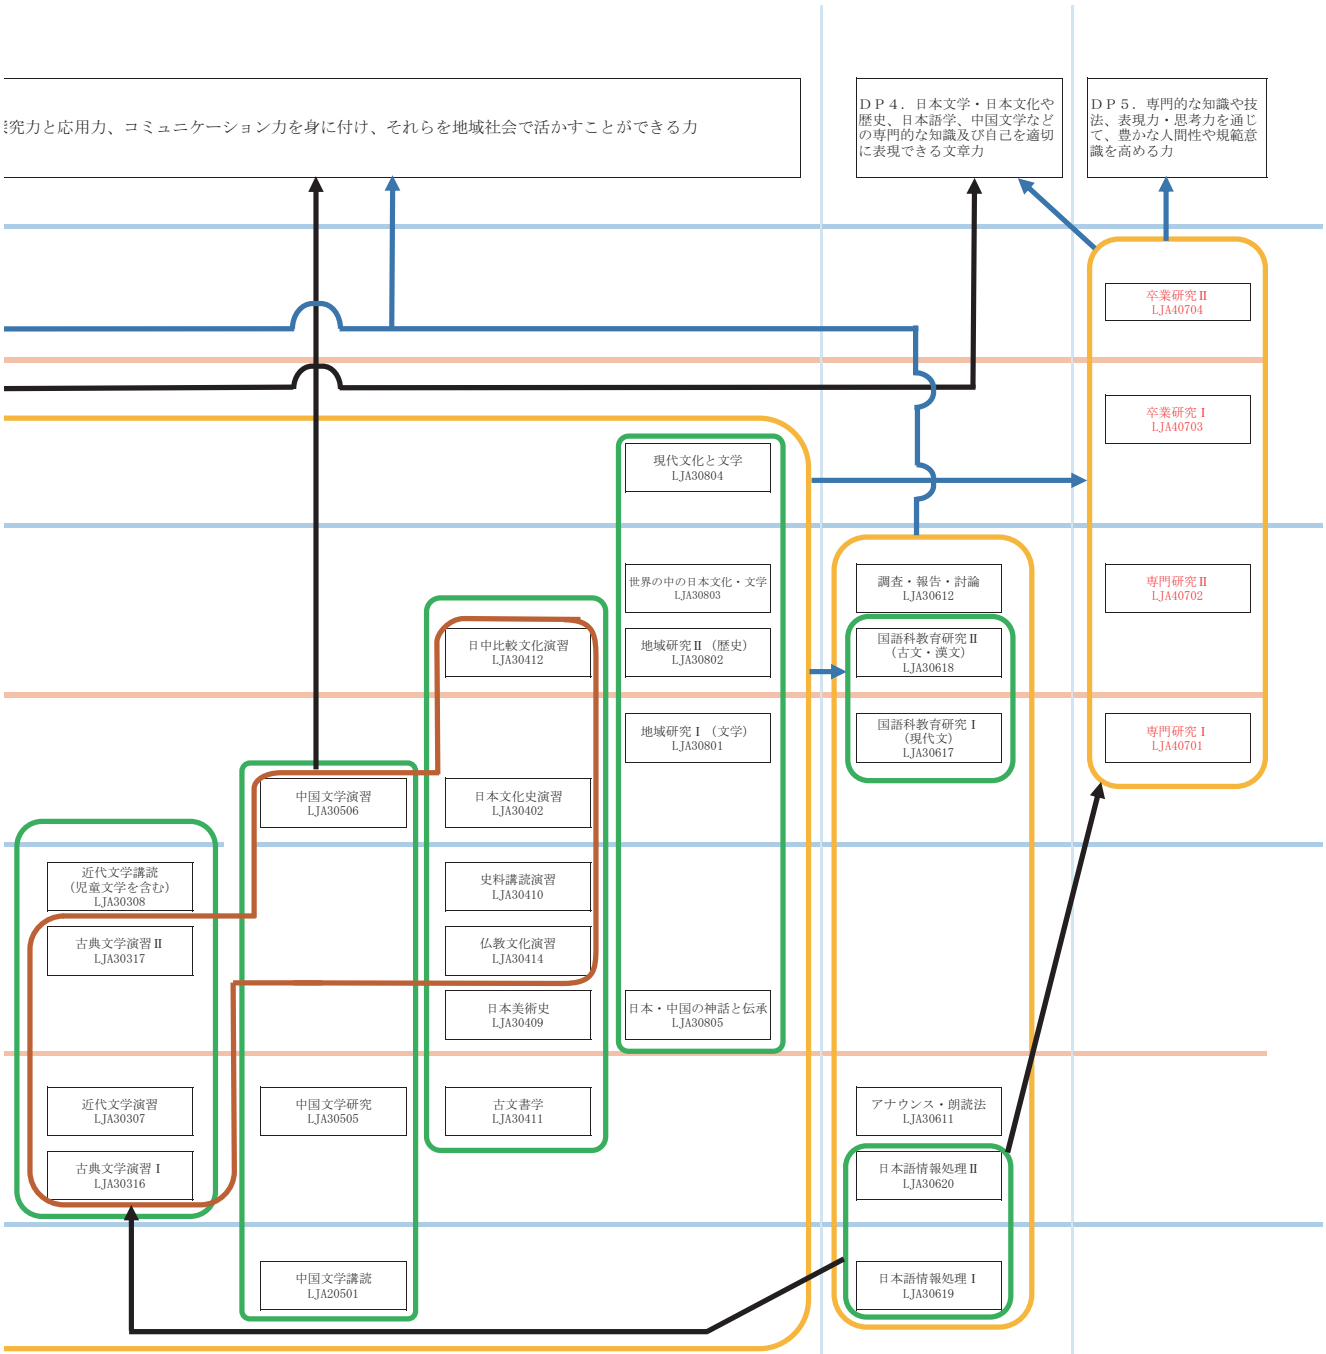 究力と応用力、コミュニケーション力を身に付け、それらを地域社会で活かすことができる力
ＤＰ４．日本文学・日本文化や
歴史、日本語学、中国文学など
の専門的な知識及び自己を適切
に表現できる文章力
ＤＰ５．専門的な知識や技
法、表現力・思考力を通じ
て、豊かな人間性や規範意
識を高める力
卒業研究Ⅱ
LJA40704
卒業研究Ⅰ
LJA40703
現代文化と文学
LJA30804
世界の中の日本文化・文学
LJA30803
調査・報告・討論
LJA30612
専門研究Ⅱ
LJA40702
日中比較文化演習
LJA30412
地域研究Ⅱ（歴史）
LJA30802
国語科教育研究Ⅱ
（古文・漢文）
LJA30618
地域研究Ⅰ（文学）
LJA30801
国語科教育研究Ⅰ
（現代文）
LJA30617
専門研究Ⅰ
LJA40701
中国文学演習
LJA30506
日本文化史演習
LJA30402
近代文学講読
（児童文学を含む）
LJA30308
史料講読演習
LJA30410
古典文学演習Ⅱ
LJA30317
仏教文化演習
LJA30414
日本美術史
LJA30409
日本・中国の神話と伝承
LJA30805
近代文学演習
LJA30307
中国文学研究
LJA30505
古文書学
LJA30411
アナウンス・朗読法
LJA30611
古典文学演習Ⅰ
LJA30316
日本語情報処理Ⅱ
LJA30620
中国文学講読
LJA20501
日本語情報処理Ⅰ
LJA30619